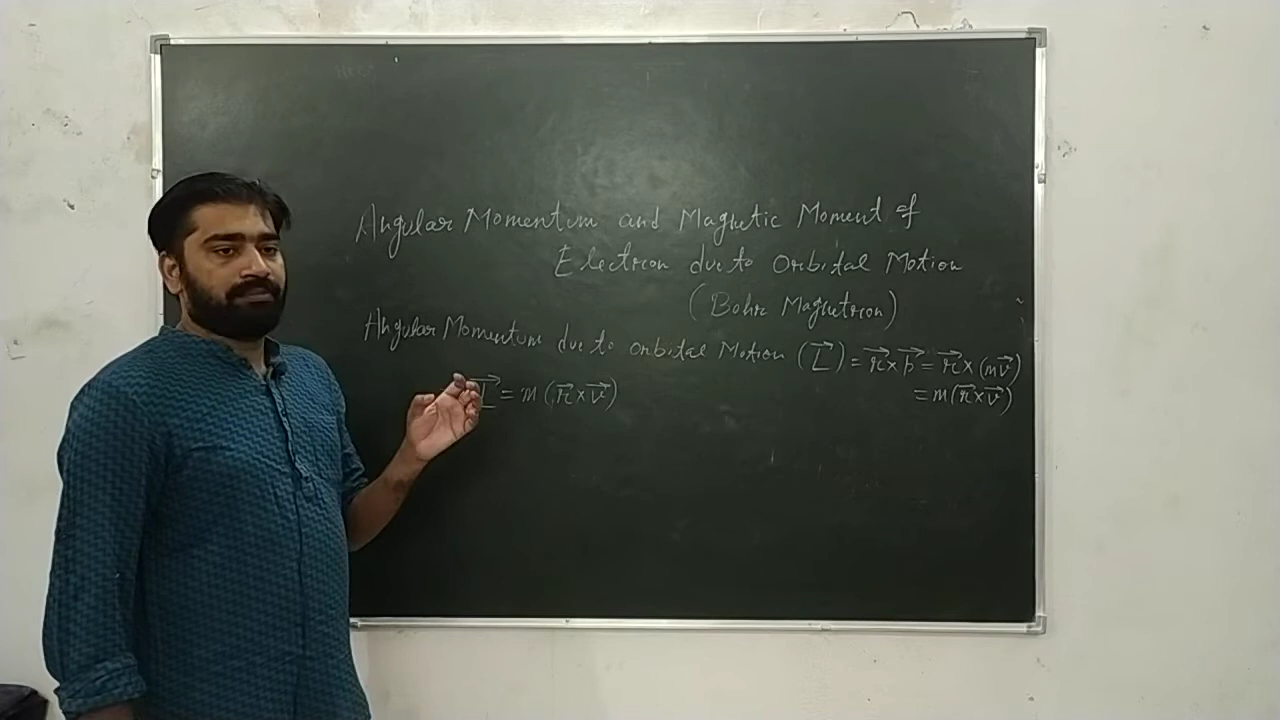 Angular Momentum and Magnetic Moment of
Electron due to Orbital Motion
(Bohr Magnetron)
Angular Momentum due to orbital Motion (L⃗) = r⃗×p⃗ = r⃗×(mv⃗)
= m(r⃗×v⃗)
L⃗ = m(r⃗×v⃗)